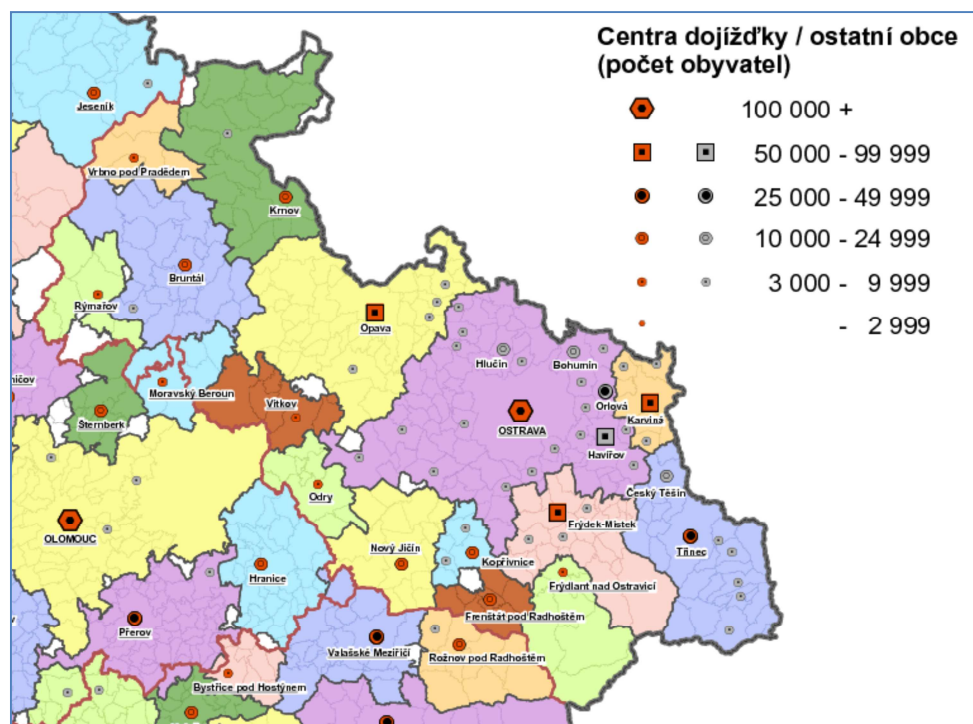 Centra dojížďky / ostatní obce
(počet obyvatel)
100 000 +
50 000 - 99 999
25 000 - 49 999
10 000 - 24 999
3 000 - 9 999
- 2 999
Jeseník
Vrbno pod Pradědem
Krnov
Bruntál
Rýmařov
Opava
Hlučín
Bohumín
ničov
Moravský Beroun
Orlová
Karviná
Vítkov
Šternberk
OSTRAVA
Havířov
Český Těšín
Odry
OLOMOUC
Frýdek-Místek
Nový Jičín
Třinec
Kopřivnice
Hranice
Frýdlant nad Ostravicí
Frenštát pod Radhoštěm
Přerov
Valašské Meziříčí
Rožnov pod Radhoštěm
Bystřice pod Hostýnem